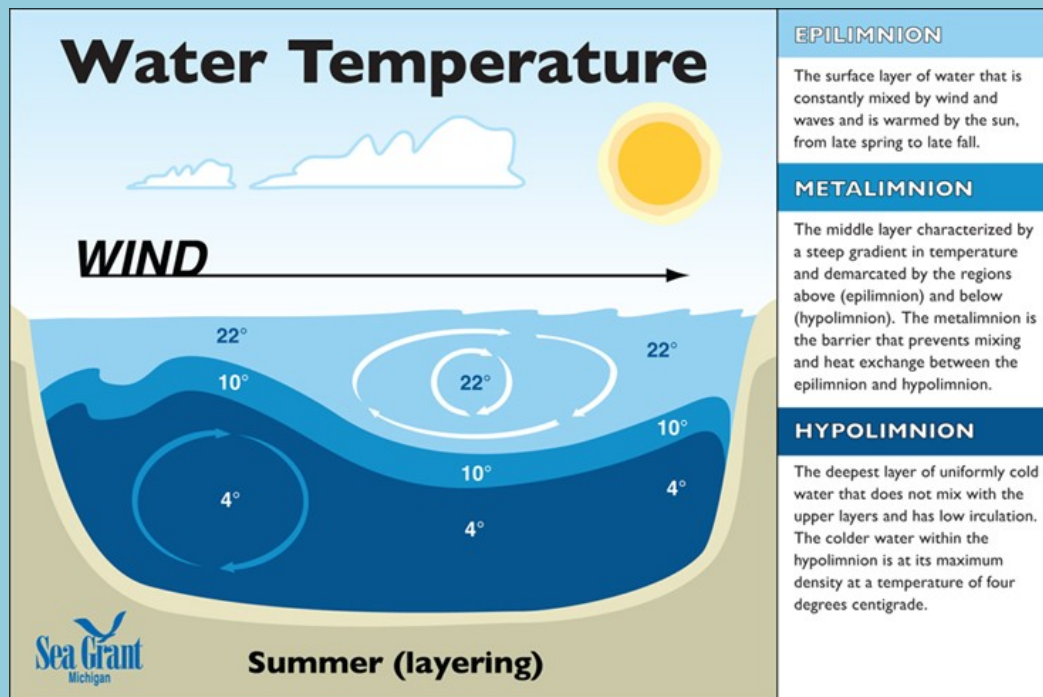 Water Temperature
WIND
22°
22°
22°
10°
10°
10°
4°
4°
4°
Sea Grant
Michigan
Summer (layering)
EPILIMNION
The surface layer of water that is
constantly mixed by wind and
waves and is warmed by the sun,
from late spring to late fall.
METALIMNION
The middle layer characterized by
a steep gradient in temperature
and demarcated by the regions
above (epilimnion) and below
(hypolimnion). The metalimnion is
the barrier that prevents mixing
and heat exchange between the
epilimnion and hypolimnion.
HYPOLIMNION
The deepest layer of uniformly cold
water that does not mix with the
upper layers and has low irculation.
The colder water within the
hypolimnion is at its maximum
density at a temperature of four
degrees centigrade.